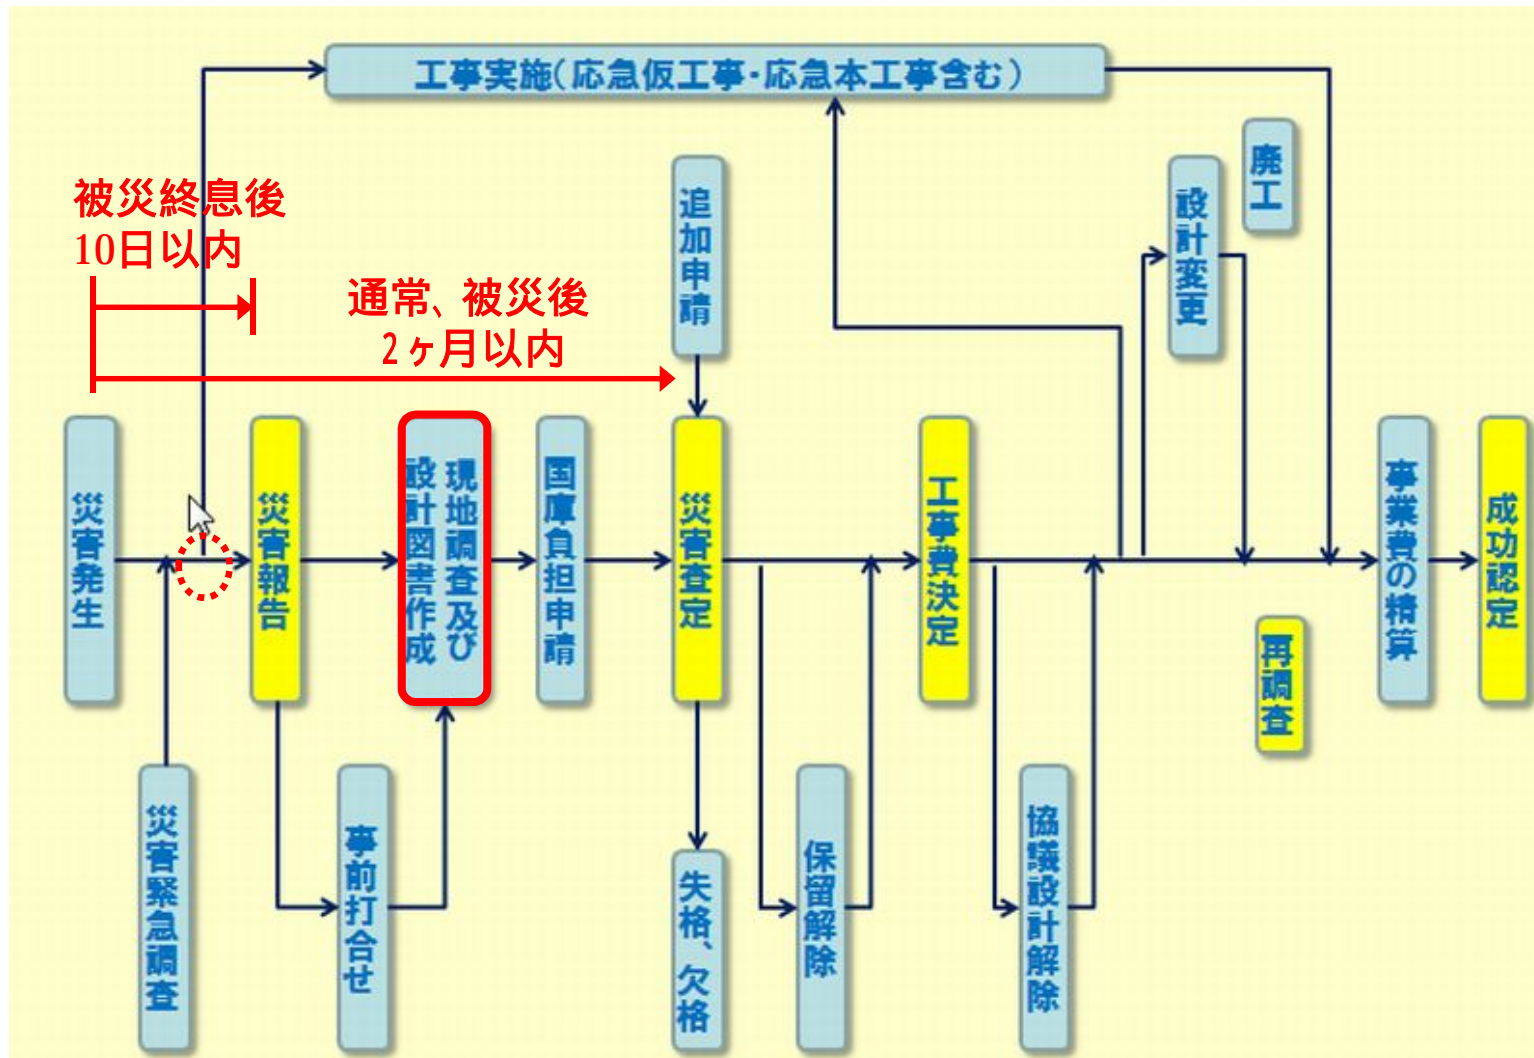 工事実施(応急仮工事・応急本工事含む)
廃工
設計変更
追加申請
被災終息後
10日以内
通常、被災後
2ヶ月以内
災害発生
災害報告
現地調査及び
設計図書作成
国庫負担申請
災害査定
工事費決定
事業費の精算
成功認定
再調査
災害緊急調査
事前打合せ
失格、欠格
保留解除
協議設計解除